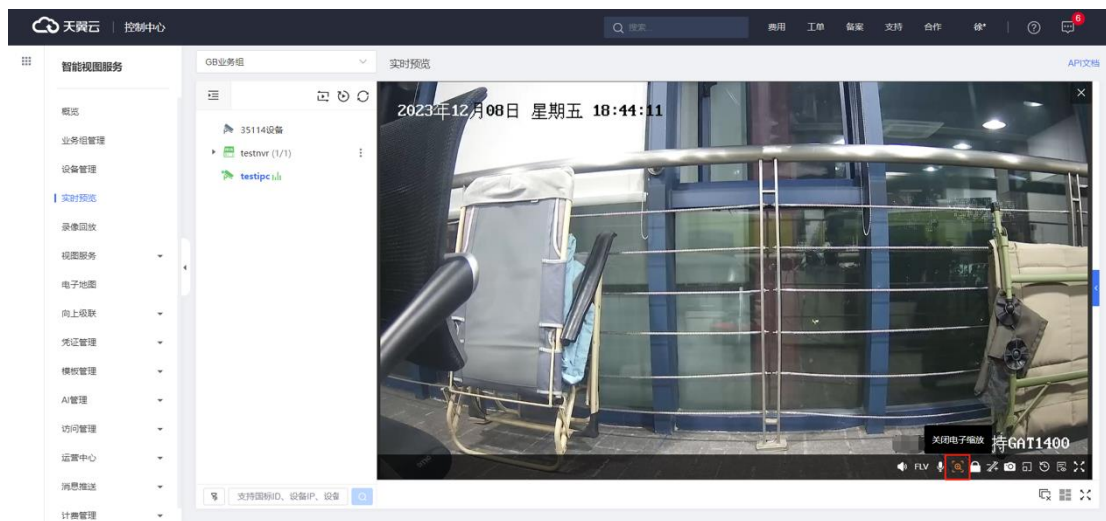 天翼云 | 控制中心
搜索
费用 工单 备案 支持 合作 徐* 6
智能视图服务
概览
业务组管理
设备管理
实时预览
录像回放
视图服务
电子地图
向上级联
凭证管理
模板管理
AI管理
访问管理
运营中心
消息推送
计费管理
GB业务组
35114设备
testnvr (1/1)
testipc
支持国标ID、设备IP、设备
实时预览
API文档
2023年12月08日 星期五 18:44:11
关闭电子缩放
持GAT1400
FLV